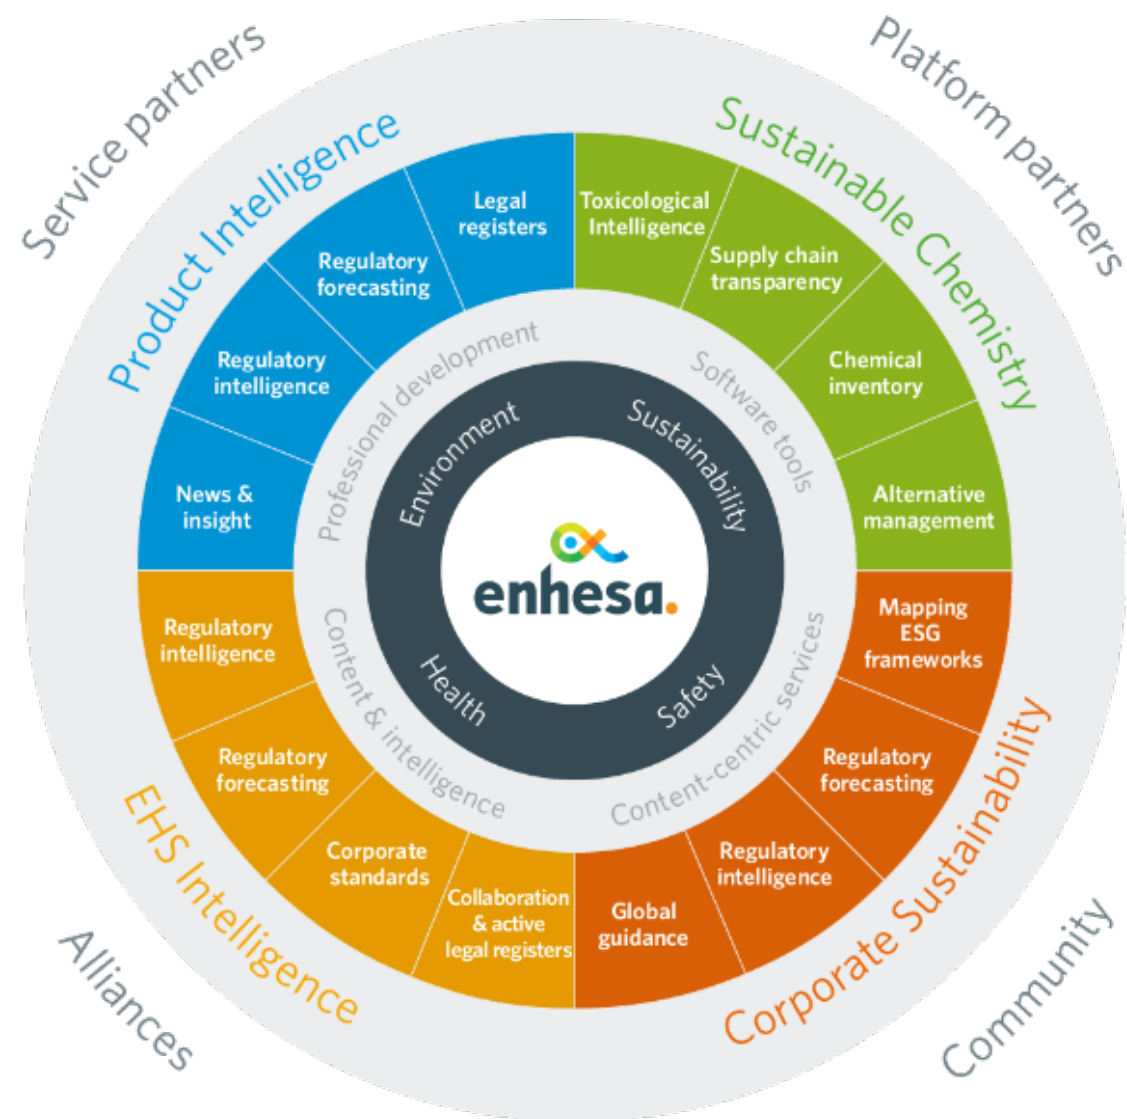 Service partners
Platform partners
Product Intelligence
Sustainable Chemistry
Legal
registers
Toxicological
Intelligence
Regulatory
forecasting
Supply chain
transparency
Regulatory
intelligence
Chemical
inventory
News &
insight
Alternative
management
Professional development
Software tools
Environment
Sustainability
enhesa.
Health
Safety
Content & intelligence
Content-centric services
Regulatory
intelligence
Mapping
ESG
frameworks
Regulatory
forecasting
Regulatory
forecasting
Corporate
standards
Regulatory
intelligence
Collaboration
& active
legal registers
Global
guidance
EHS Intelligence
Corporate Sustainability
Alliances
Community